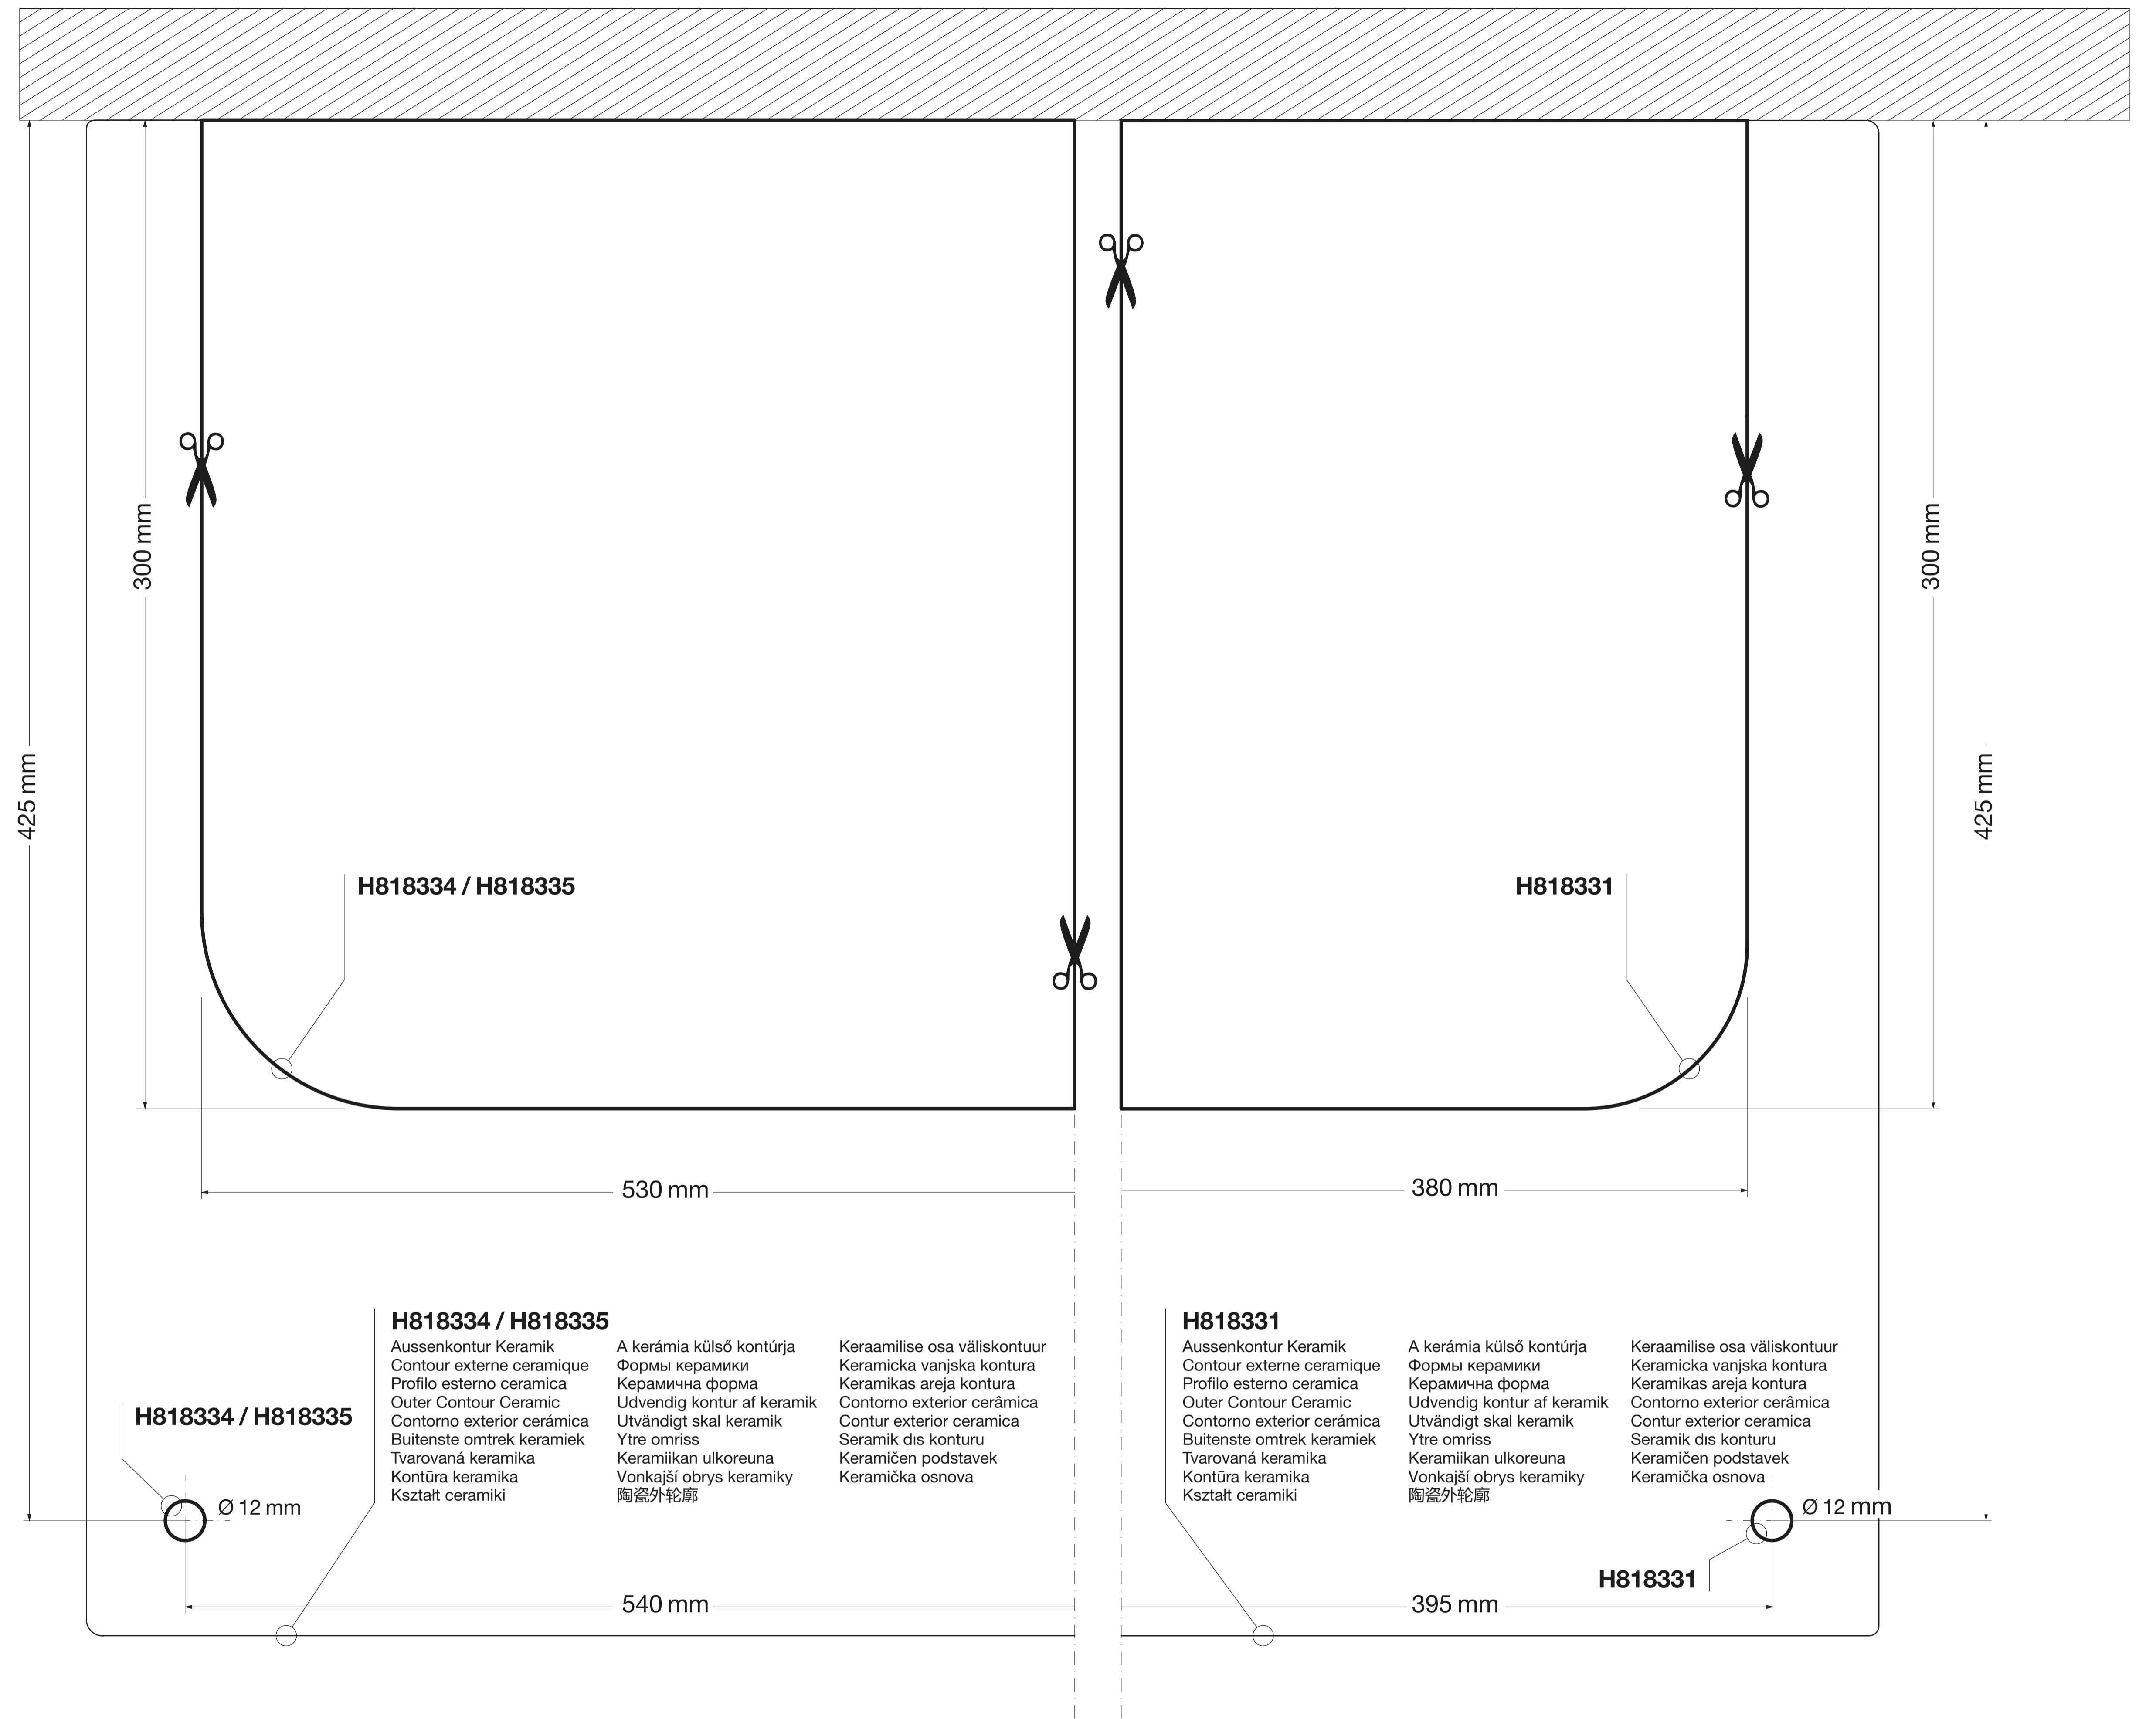 300 mm
300 mm
425 mm
425 mm
H818334 / H818335
H818331
530 mm
380 mm
H818334 / H818335
Aussenkontur Keramik
Contour externe ceramique
Profilo esterno ceramica
Outer Contour Ceramic
Contorno exterior cerámica
Buitenste omtrek keramiek
Tvarovaná keramika
Kontūra keramika
Kształt ceramiki
A kerámia külső kontúrja
Формы керамики
Керамична форма
Udvendig kontur af keramik
Utvändigt skal keramik
Ytre omriss
Keramiikan ulkoreuna
Vonkajší obrys keramiky
陶瓷外轮廓
Keraamilise osa väliskontuur
Keramicka vanjska kontura
Keramikas areja kontura
Contorno exterior cerâmica
Contur exterior ceramica
Seramik dıs konturu
Keramičen podstavek
Keramička osnova
H818331
Aussenkontur Keramik
Contour externe ceramique
Profilo esterno ceramica
Outer Contour Ceramic
Contorno exterior cerámica
Buitenste omtrek keramiek
Tvarovaná keramika
Kontūra keramika
Kształt ceramiki
A kerámia külső kontúrja
Формы керамики
Керамична форма
Udvendig kontur af keramik
Utvändigt skal keramik
Ytre omriss
Keramiikan ulkoreuna
Vonkajší obrys keramiky
陶瓷外轮廓
Keraamilise osa väliskontuur
Keramicka vanjska kontura
Keramikas areja kontura
Contorno exterior cerâmica
Contur exterior ceramica
Seramik dıs konturu
Keramičen podstavek
Keramička osnova
H818334 / H818335
Ø 12 mm
Ø 12 mm
H818331
540 mm
395 mm